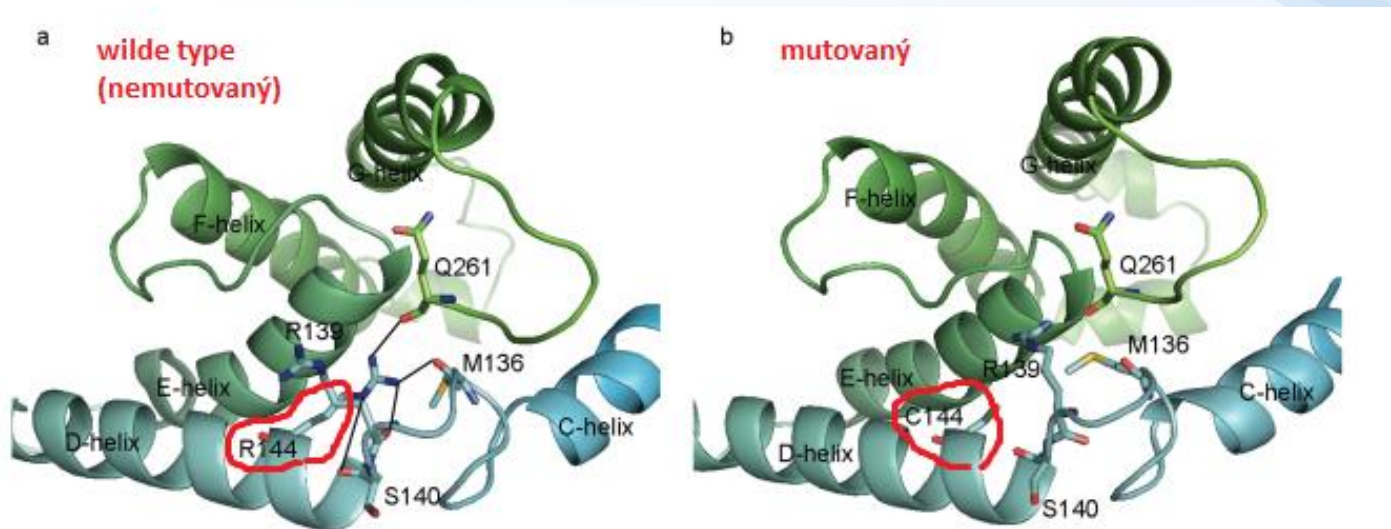 a
wilde type
(nemutovaný)
G-helix
F-helix
Q261
R139
M136
E-helix
C-helix
D-helix
R144
S140
b
mutovaný
G-helix
F-helix
Q261
M136
R139
E-helix
C-helix
C144
D-helix
S140